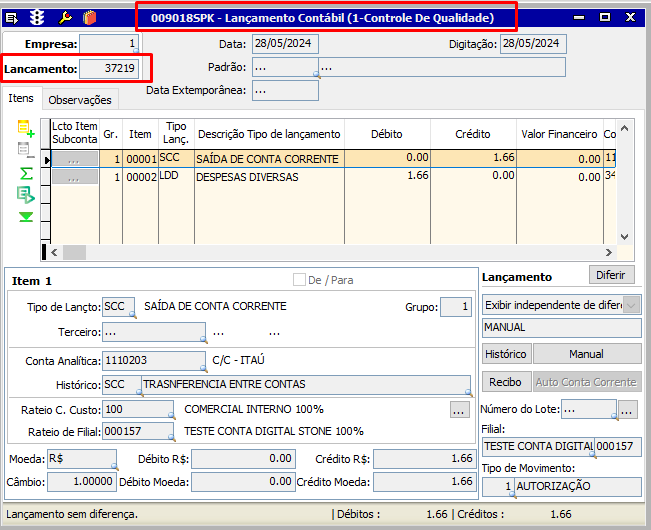 009018SPK - Lançamento Contábil (1-Controle De Qualidade)
Empresa: 1 Data: 28/05/2024 Digitação: 28/05/2024
Lancamento: 37219 Padrão: ... ...
Data Extemporânea: ...
Itens Observações
Lcto Item Subconta Gr. Item Tipo Lanç. Descrição Tipo de lançamento Débito Crédito Valor Financeiro Co
... 1 00001 SCC SAÍDA DE CONTA CORRENTE 0.00 1.66 0.00 11
... 1 00002 LDD DESPESAS DIVERSAS 1.66 0.00 0.00 34
Item 1 De / Para
Tipo de Lançto: SCC SAÍDA DE CONTA CORRENTE Grupo: 1
Terceiro: ... ... ...
Conta Analítica: 1110203 C/C - ITAÚ
Histórico: SCC TRASNFERENCIA ENTRE CONTAS
Rateio C. Custo: 100 COMERCIAL INTERNO 100% ...
Rateio de Filial: 000157 TESTE CONTA DIGITAL STONE 100%
Moeda: R$ Débito R$: 0.00 Crédito R$: 1.66
Câmbio: 1.00000 Débito Moeda: 0.00 Crédito Moeda: 1.66
Lançamento Diferir
Exibir independente de difere
MANUAL
Histórico Manual
Recibo Auto Conta Corrente
Número do Lote: ... ...
Filial:
TESTE CONTA DIGITAL 000157
Tipo de Movimento:
1 AUTORIZAÇÃO
Lançamento sem diferença. | Débitos : 1.66 | Créditos : 1.66